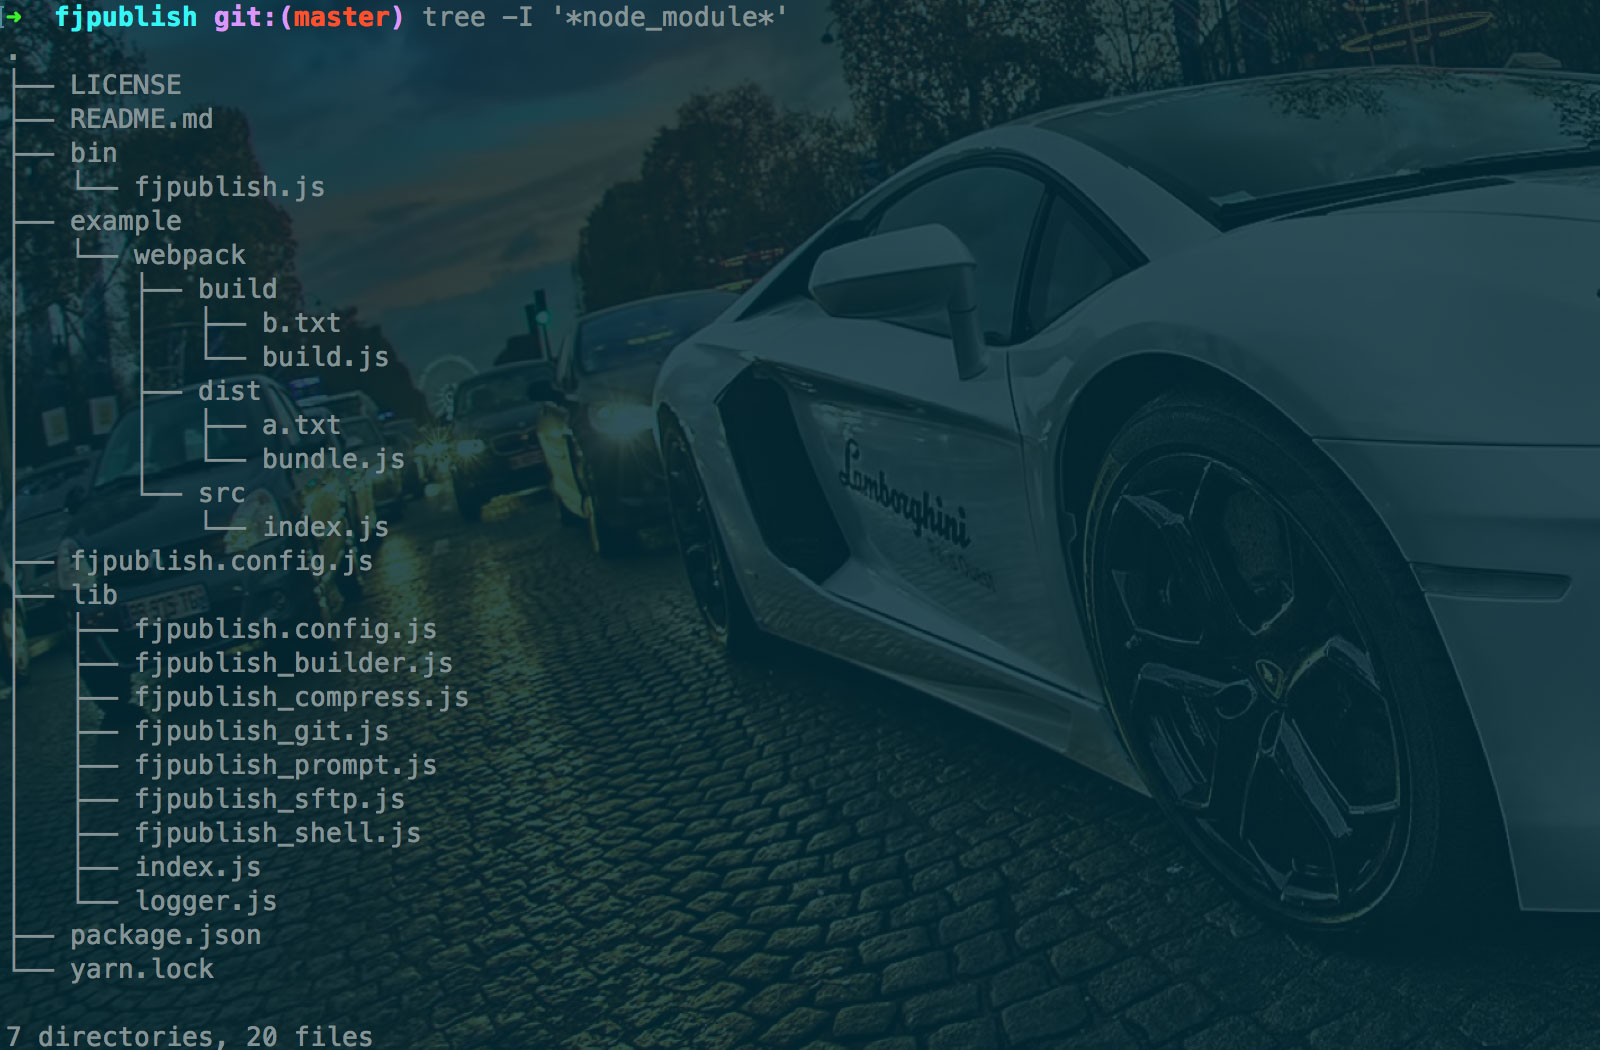 ➜  fjpublish git:(master) tree -I '*node_module*'
.
├── LICENSE
├── README.md
├── bin
│   └── fjpublish.js
├── example
│   └── webpack
│       ├── build
│       │   ├── b.txt
│       │   └── build.js
│       ├── dist
│       │   ├── a.txt
│       │   └── bundle.js
│       └── src
│           └── index.js
├── fjpublish.config.js
├── lib
│   ├── fjpublish.config.js
│   ├── fjpublish_builder.js
│   ├── fjpublish_compress.js
│   ├── fjpublish_git.js
│   ├── fjpublish_prompt.js
│   ├── fjpublish_sftp.js
│   ├── fjpublish_shell.js
│   ├── index.js
│   └── logger.js
├── package.json
└── yarn.lock
7 directories, 20 files
Lamborghini